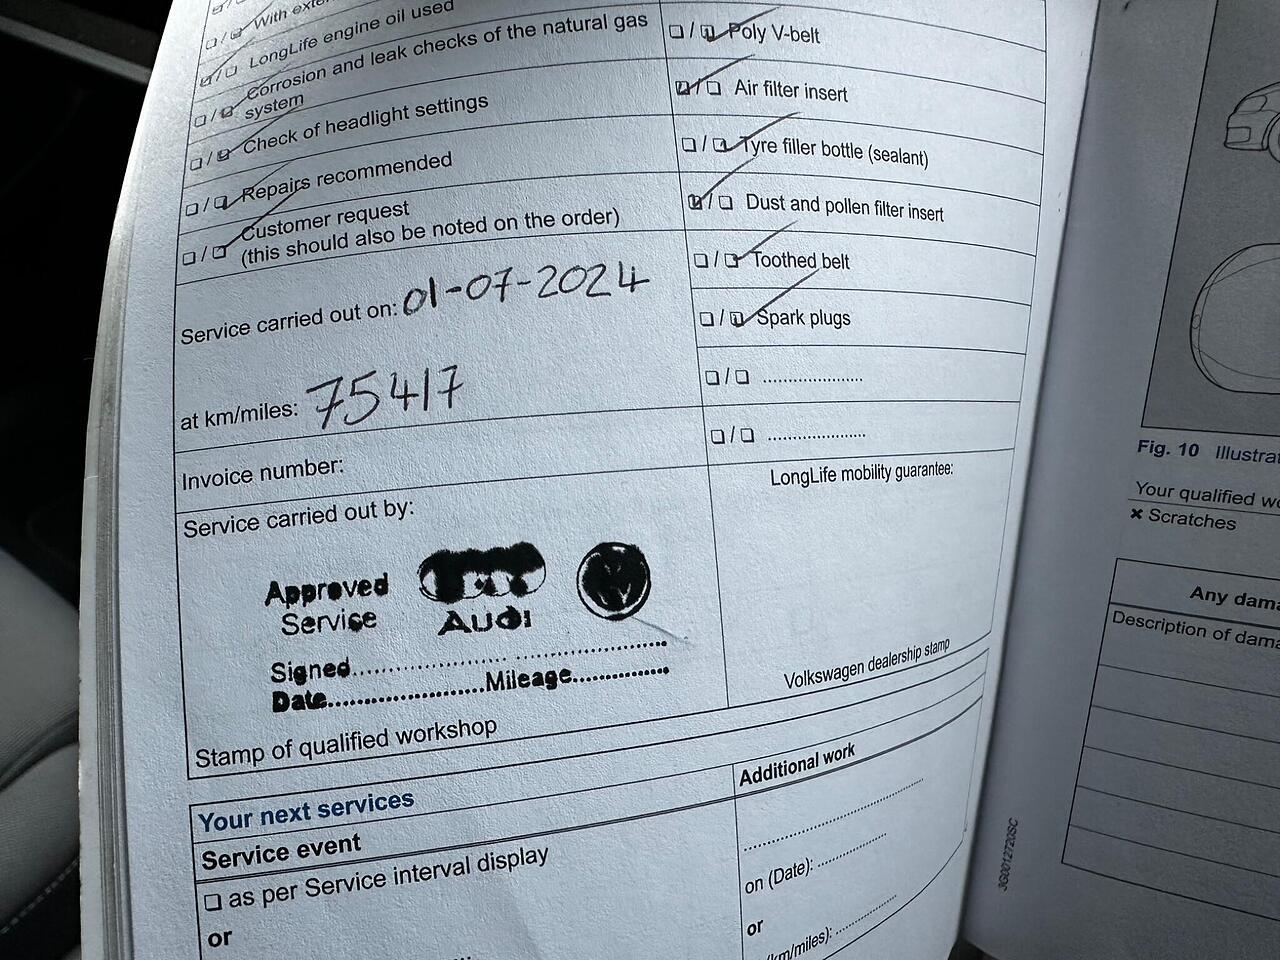 With
LongLife engine oil used
Corrosion and leak checks of the natural gas
system
Check of headlight settings
Repairs recommended
Customer request
(this should also be noted on the order)
Service carried out on: 01-07-2024
at km/miles: 75417
Invoice number:
Service carried out by:
Approved
Service
AUDI
Signed
Date Mileage
Stamp of qualified workshop
Poly V-belt
Air filter insert
Tyre filler bottle (sealant)
Dust and pollen filter insert
Toothed belt
Spark plugs
LongLife mobility guarantee:
Volkswagen dealership stamp
Your next services
Service event
as per Service interval display
or
Additional work
on (Date):
or
km/miles):
3G0012720SC
Fig. 10 Illustrat
Your qualified wo
× Scratches
Any dama
Description of dama